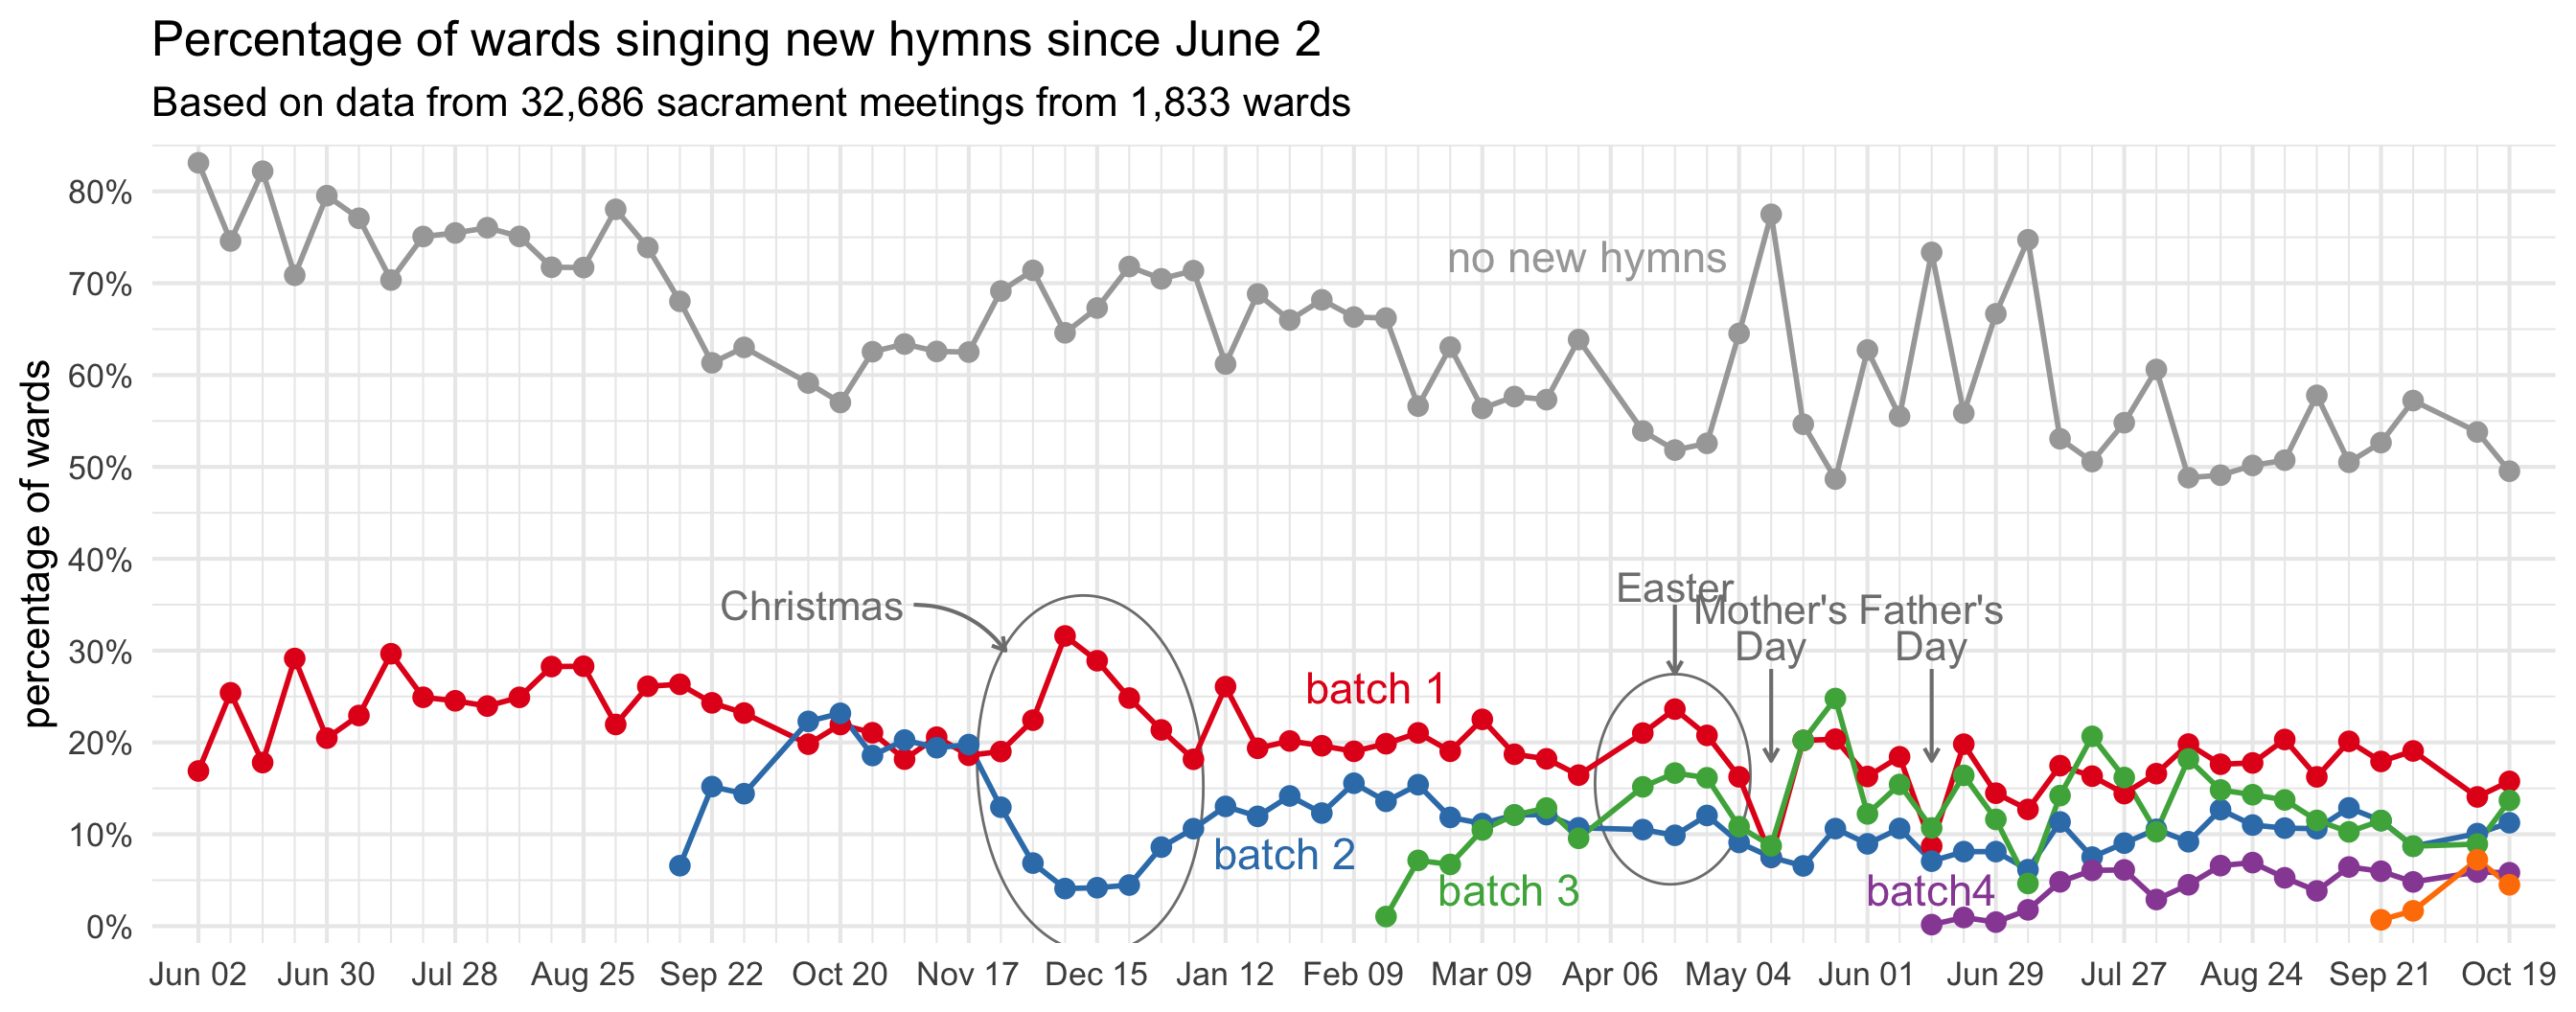 Percentage of wards singing new hymns since June 2
Based on data from 32,686 sacrament meetings from 1,833 wards
percentage of wards
80%
70%
60%
50%
40%
30%
20%
10%
0%
no new hymns
Christmas
Easter
Mother's Father's
Day Day
batch 1
batch 2
batch 3
batch4
Jun 02 Jun 30 Jul 28 Aug 25 Sep 22 Oct 20 Nov 17 Dec 15 Jan 12 Feb 09 Mar 09 Apr 06 May 04 Jun 01 Jun 29 Jul 27 Aug 24 Sep 21 Oct 19